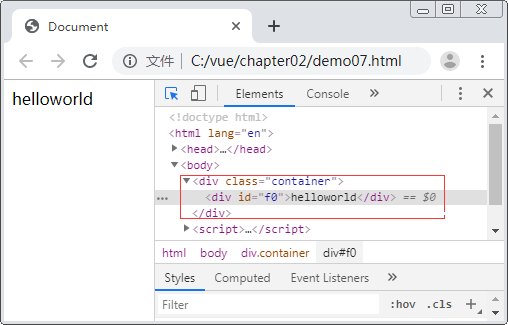 Document
文件 C:/vue/chapter02/demo07.html
helloworld
Elements Console »
<!doctype html>
<html lang="en">
<head>…</head>
<body>
<div class="container">
<div id="f0">helloworld</div> == $0
</div>
<script>…</script>
html body div.container div#f0
Styles Computed Event Listeners »
Filter :hov .cls +